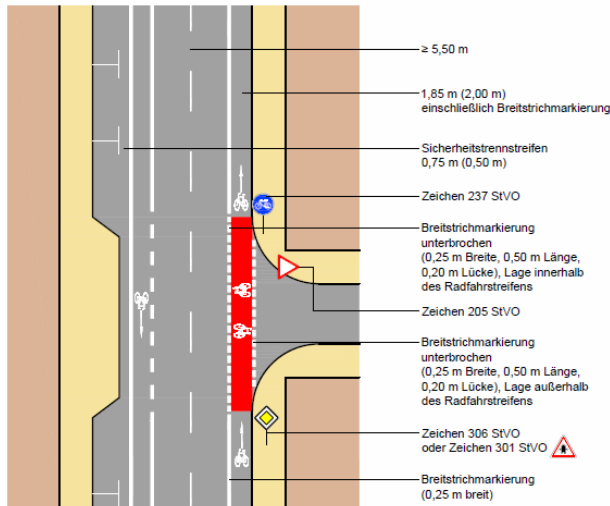 ≥ 5,50 m
1,85 m (2,00 m)
einschließlich Breitstrichmarkierung
Sicherheitstrennstreifen
0,75 m (0,50 m)
Zeichen 237 StVO
Breitstrichmarkierung
unterbrochen
(0,25 m Breite, 0,50 m Länge,
0,20 m Lücke), Lage innerhalb
des Radfahrstreifens
Zeichen 205 StVO
Breitstrichmarkierung
unterbrochen
(0,25 m Breite, 0,50 m Länge,
0,20 m Lücke), Lage außerhalb
des Radfahrstreifens
Zeichen 306 StVO
oder Zeichen 301 StVO
Breitstrichmarkierung
(0,25 m breit)